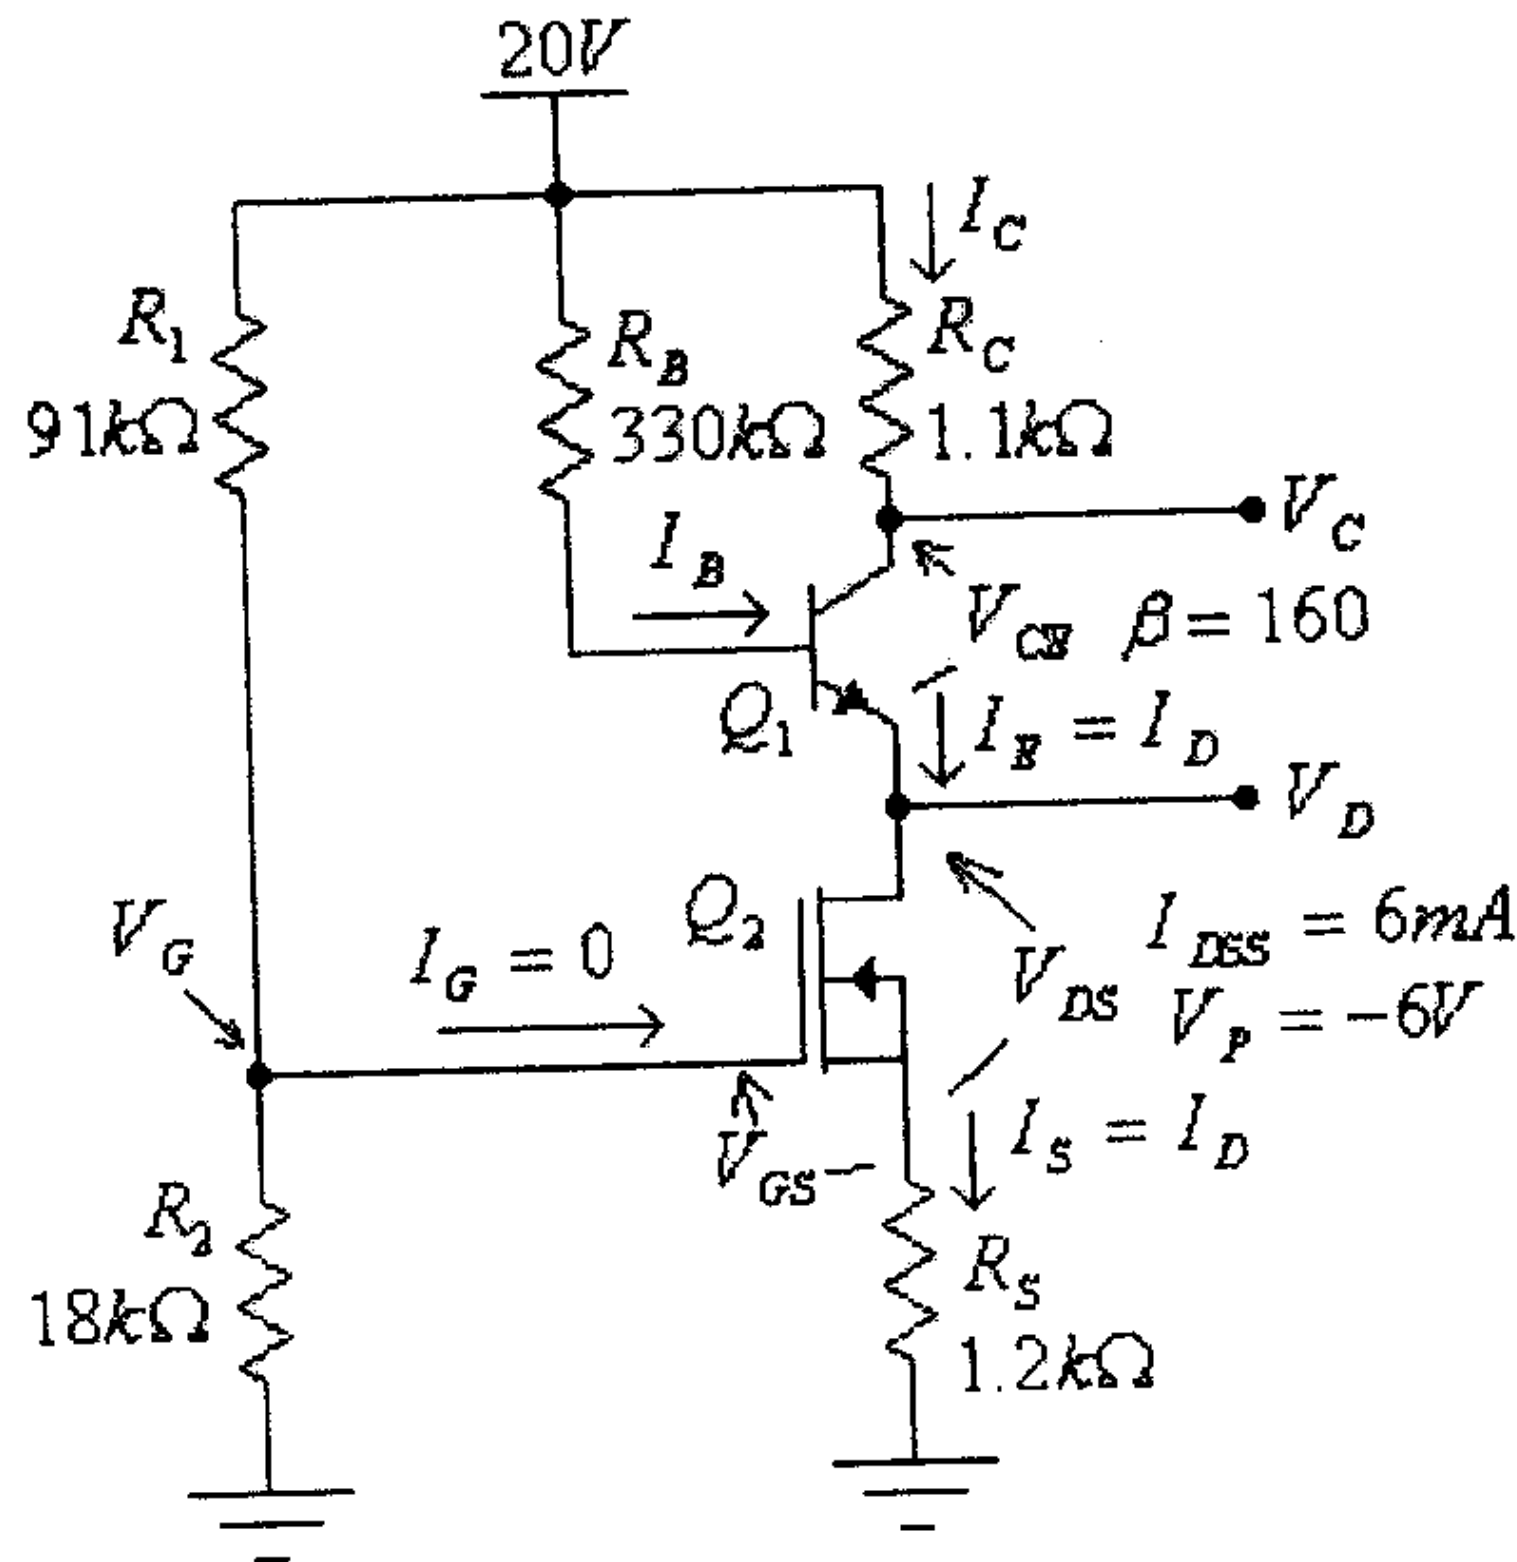 20V
I_C
R_1
91kΩ
R_B
330kΩ
R_C
1.1kΩ
V_C
I_B
V_CE β = 160
Q_1
I_E = I_D
V_D
Q_2
I_DSS = 6mA
V_G
I_G = 0
V_DS
V_P = -6V
V_GS
I_S = I_D
R_2
18kΩ
R_S
1.2kΩ